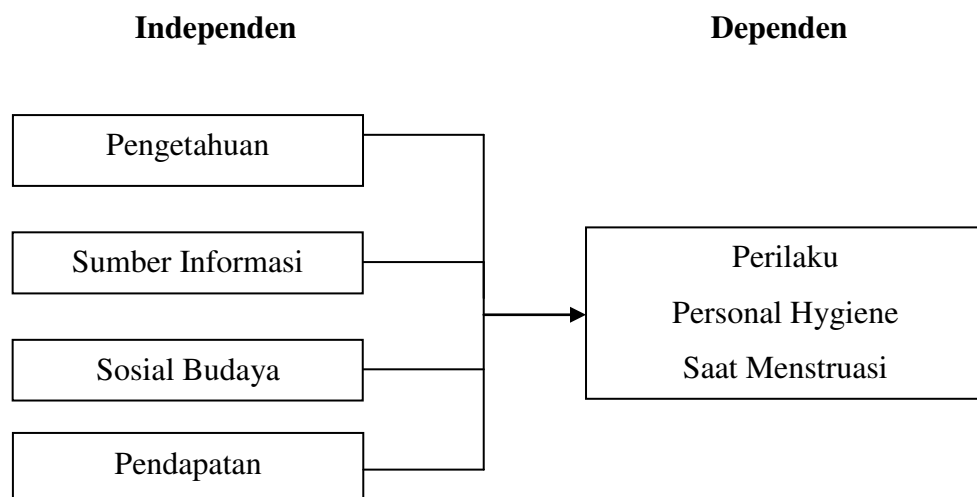 Independen
Dependen
Pengetahuan
Sumber Informasi
Sosial Budaya
Pendapatan
Perilaku
Personal Hygiene
Saat Menstruasi